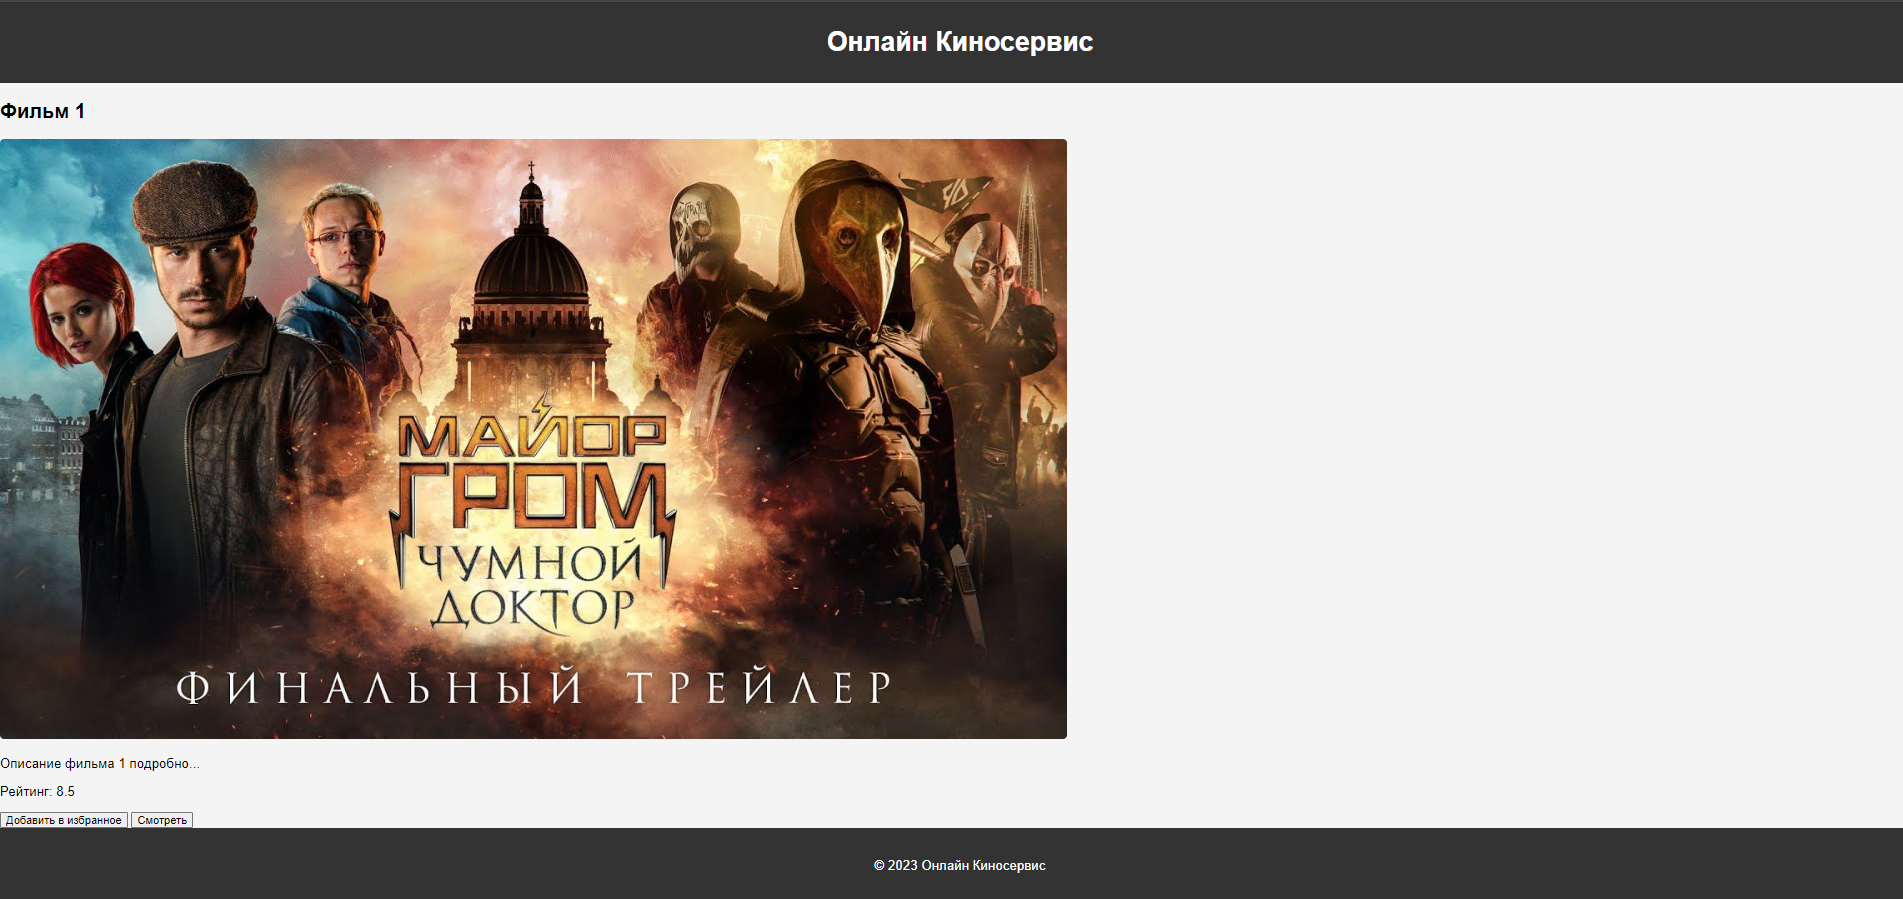 Онлайн Киносервис
Фильм 1
МАЙОР
ГРОМ
ЧУМНОЙ
ДОКТОР
ФИНАЛЬНЫЙ ТРЕЙЛЕР
Описание фильма 1 подробно...
Рейтинг: 8.5
Добавить в избранное Смотреть
© 2023 Онлайн Киносервис